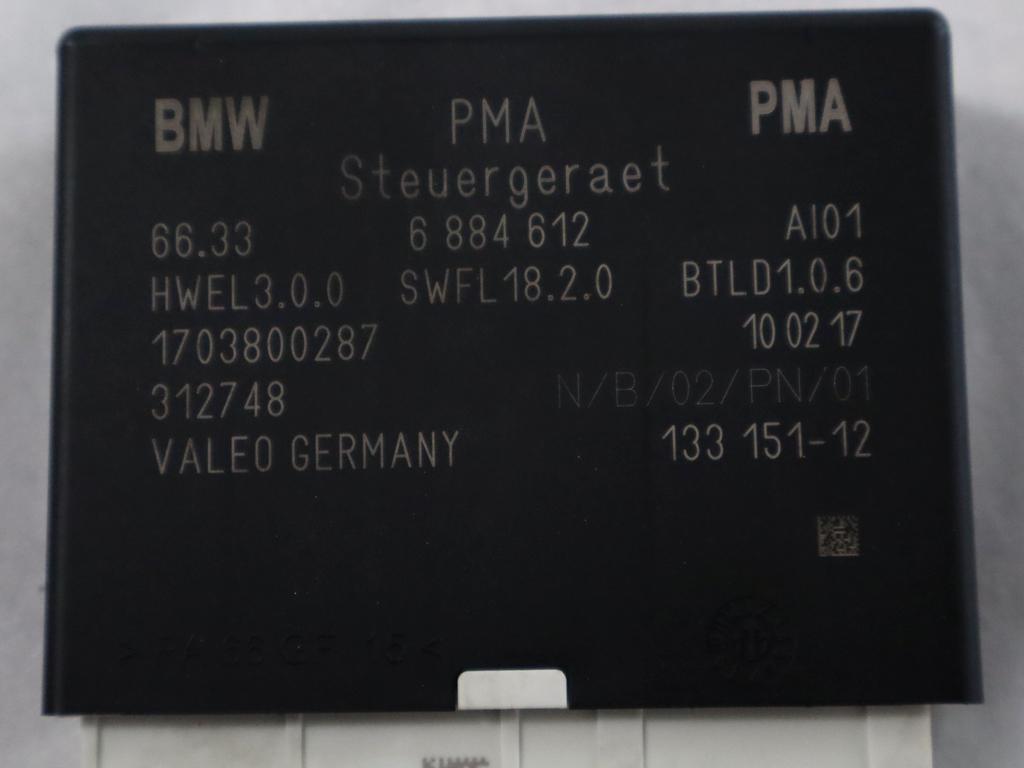 BMW PMA PMA
Steuergeraet
66.33 6 884 612 AI01
HWEL3.0.0 SWFL18.2.0 BTLD1.0.6
1703800287 10 02 17
312748 N/B/02/PN/01
VALEO GERMANY 133 151-12